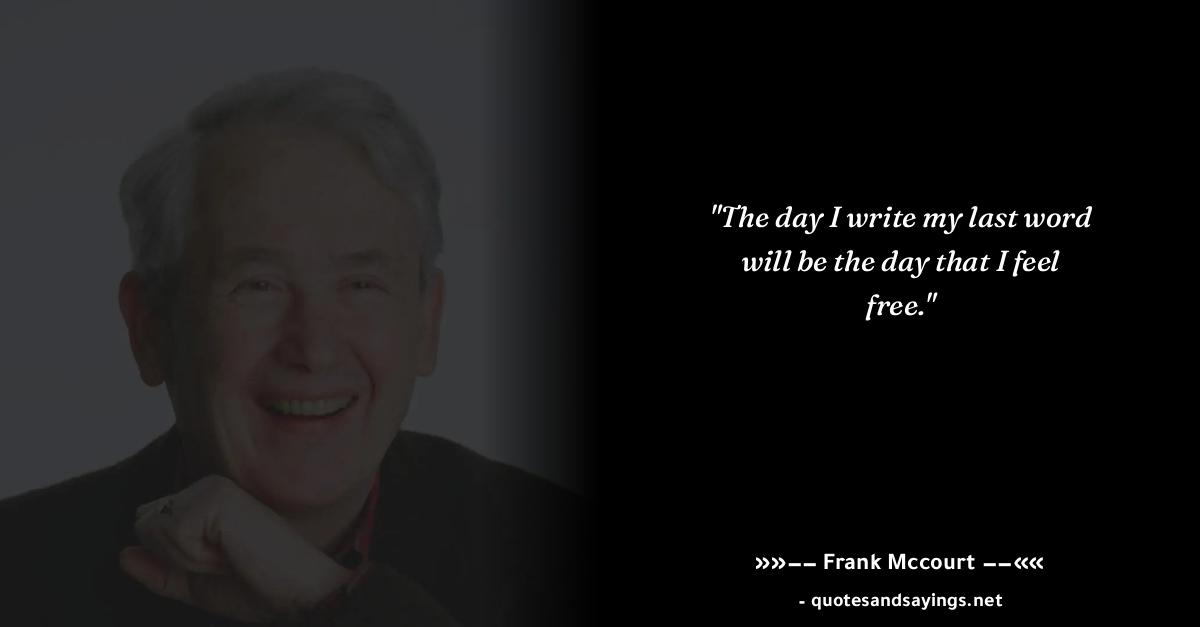 "The day I write my last word
will be the day that I feel
free."
»»−− Frank Mccourt −−««
- quotesandsayings.net